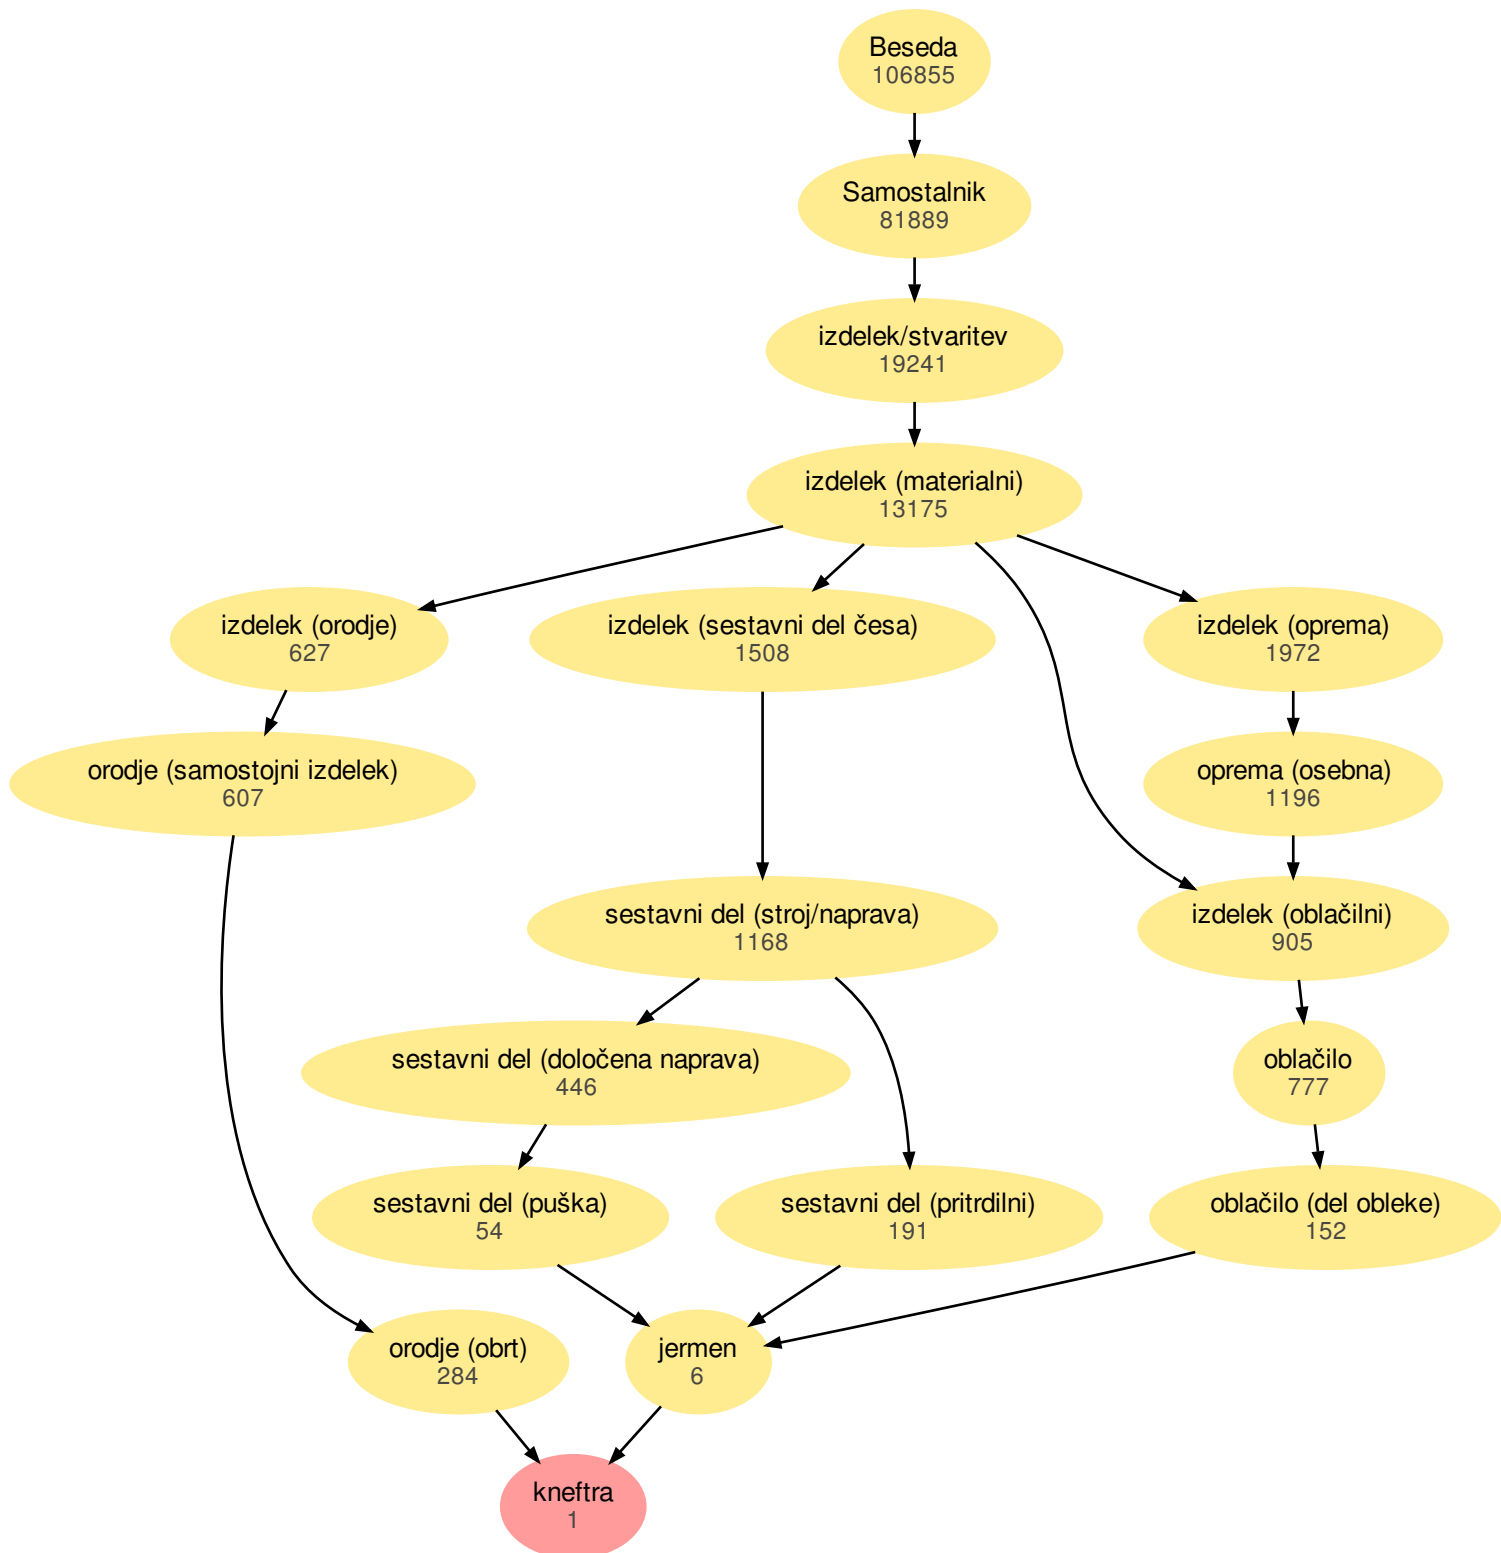 Beseda
106855
Samostalnik
81889
izdelek/stvaritev
19241
izdelek (materialni)
13175
izdelek (orodje)
627
izdelek (sestavni del česa)
1508
izdelek (oprema)
1972
orodje (samostojni izdelek)
607
oprema (osebna)
1196
sestavni del (stroj/naprava)
1168
izdelek (oblačilni)
905
sestavni del (določena naprava)
446
oblačilo
777
sestavni del (puška)
54
sestavni del (pritrdilni)
191
oblačilo (del obleke)
152
orodje (obrt)
284
jermen
6
kneftra
1